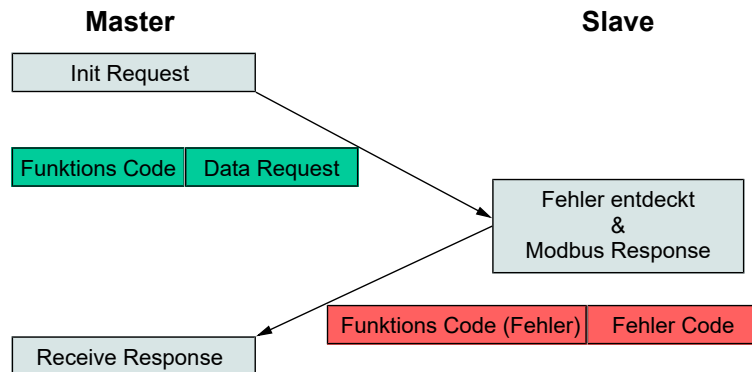 Master
Slave
Init Request
Funktions Code
Data Request
Fehler entdeckt
&
Modbus Response
Funktions Code (Fehler)
Fehler Code
Receive Response